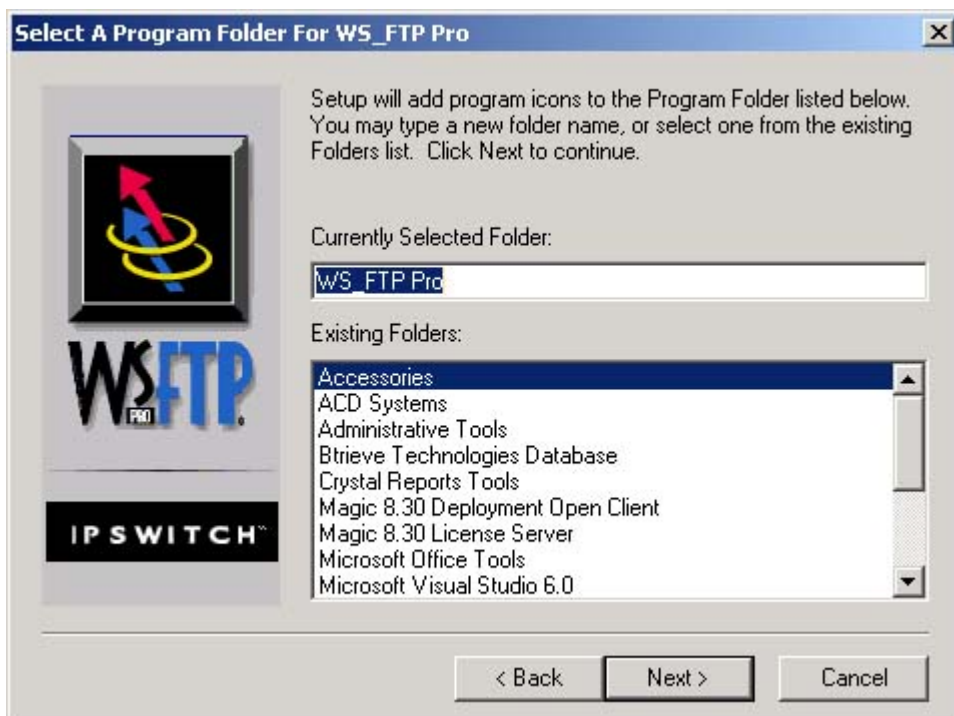 Select A Program Folder For WS_FTP Pro
Setup will add program icons to the Program Folder listed below.
You may type a new folder name, or select one from the existing
Folders list.  Click Next to continue.
Currently Selected Folder:
WS_FTP Pro
Existing Folders:
Accessories
ACD Systems
Administrative Tools
Btrieve Technologies Database
Crystal Reports Tools
Magic 8.30 Deployment Open Client
Magic 8.30 License Server
Microsoft Office Tools
Microsoft Visual Studio 6.0
WS FTP
PRO
IPSWITCH™
< Back
Next >
Cancel